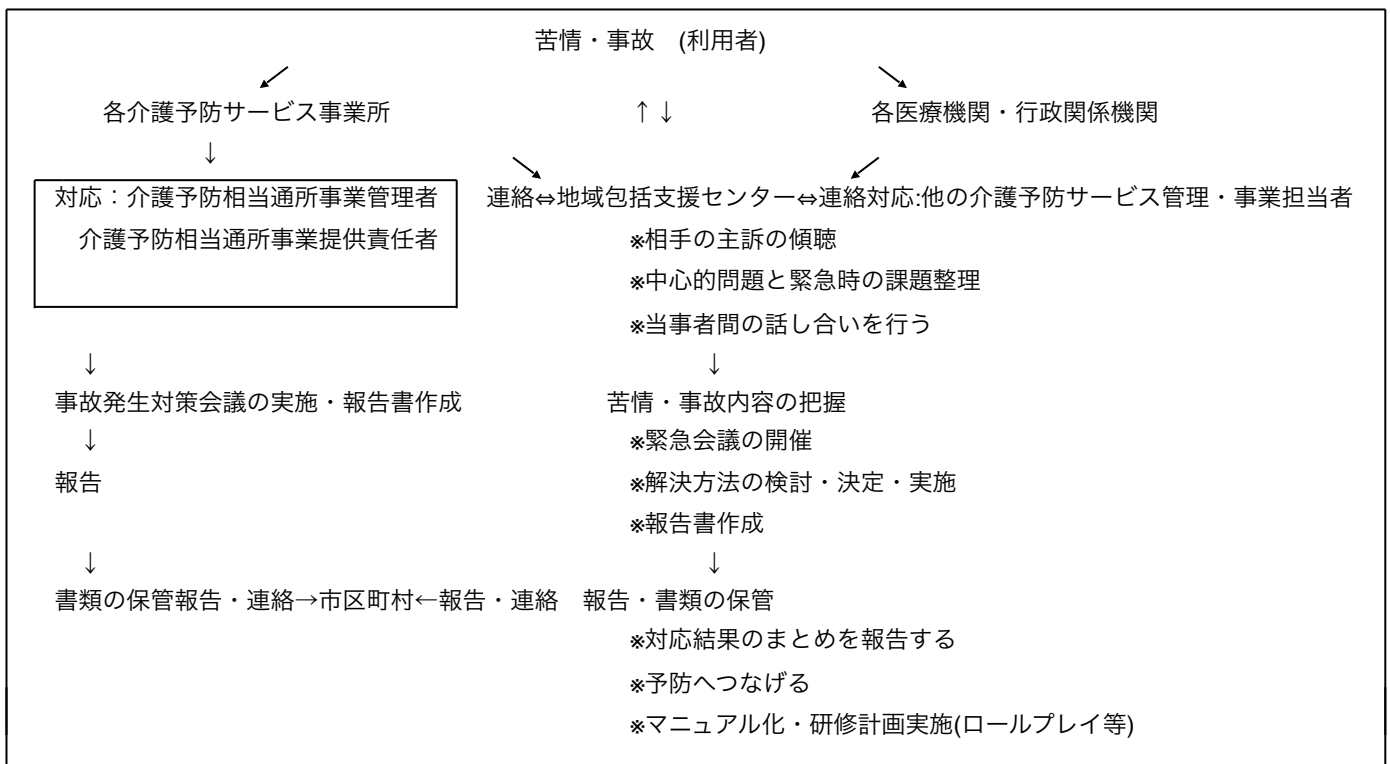 苦情・事故　(利用者)
各介護予防サービス事業所　↑↓　各医療機関・行政関係機関
↓
対応：介護予防相当通所事業管理者　連絡⇔地域包括支援センター⇔連絡対応:他の介護予防サービス管理・事業担当者
介護予防相当通所事業提供責任者　※相手の主訴の傾聴
※中心的問題と緊急時の課題整理
※当事者間の話し合いを行う
↓　↓
事故発生対策会議の実施・報告書作成　苦情・事故内容の把握
↓　※緊急会議の開催
報告　※解決方法の検討・決定・実施
※報告書作成
↓　↓
書類の保管報告・連絡→市区町村←報告・連絡　報告・書類の保管
※対応結果のまとめを報告する
※予防へつなげる
※マニュアル化・研修計画実施(ロールプレイ等)